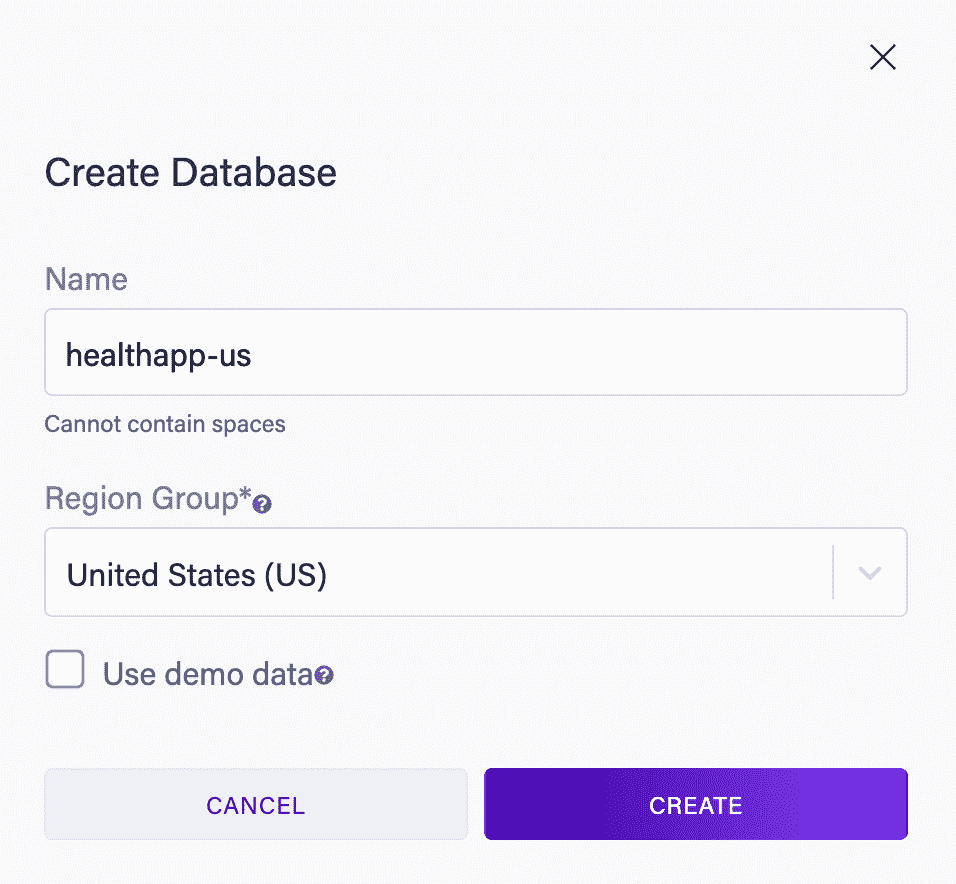 Create Database
Name
healthapp-us
Cannot contain spaces
Region Group*?
United States (US)
Use demo data?
CANCEL
CREATE